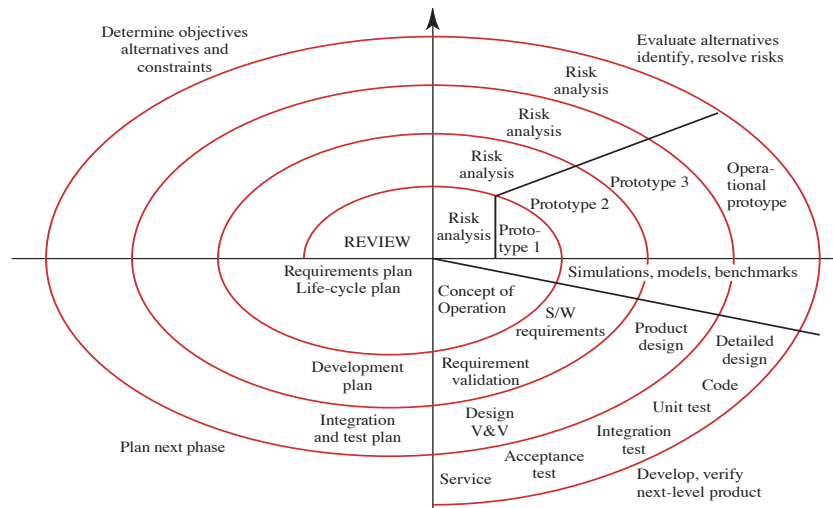 Determine objectives
alternatives and
constraints
Evaluate alternatives
identify, resolve risks
Risk
analysis
Risk
analysis
Risk
analysis
Risk
analysis
Proto-
type 1
Prototype 2
Prototype 3
Opera-
tional
protoype
REVIEW
Requirements plan
Life-cycle plan
Simulations, models, benchmarks
Concept of
Operation
S/W
requirements
Product
design
Detailed
design
Development
plan
Requirement
validation
Code
Unit test
Integration
and test plan
Design
V&V
Integration
test
Plan next phase
Acceptance
test
Service
Develop, verify
next-level product